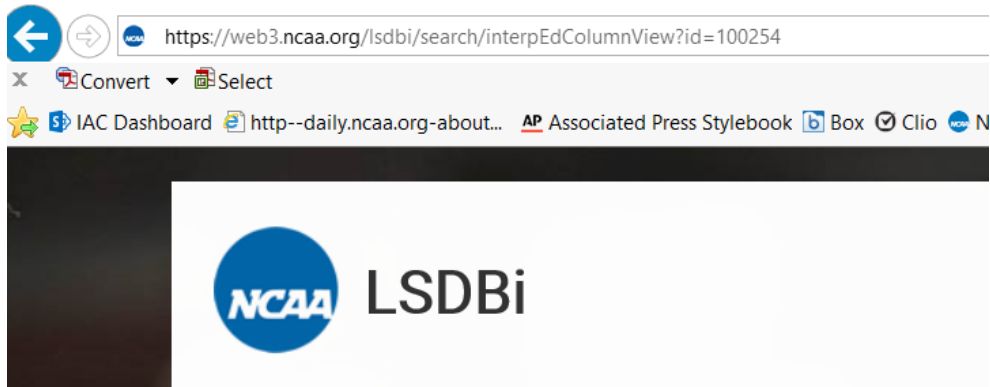 https://web3.ncaa.org/lsdbi/search/interpEdColumnView?id=100254
x Convert Select
IAC Dashboard http--daily.ncaa.org-about... AP Associated Press Stylebook b Box Clio NCAA N
NCAA LSDBi